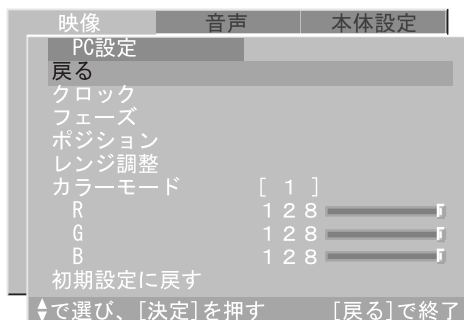 映像 音声 本体設定
PC設定
戻る
クロック
フェーズ
ポジション
レンジ調整
カラーモード [ 1 ]
R 128
G 128
B 128
初期設定に戻す
で選び、[決定]を押す [戻る]で終了